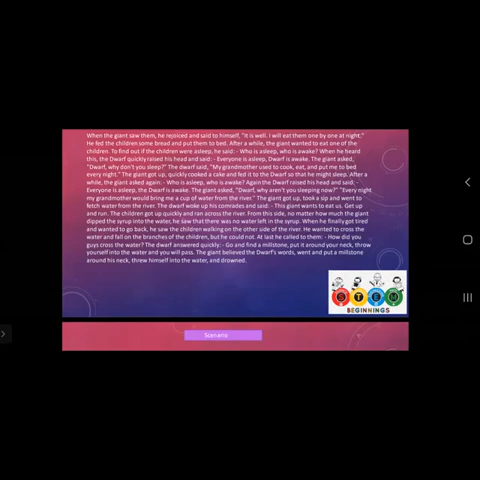 When the giant saw them, he rejoiced and said to himself, "It is well. I will eat them one by one at night."
He fed the children some bread and put them to bed. After a while, the giant wanted to eat one of the
children. To find out if the children were asleep, he said: - Who is asleep, who is awake? When he heard
this, the Dwarf quickly raised his head and said: - Everyone is asleep, Dwarf is awake. The giant asked,
"Dwarf, why don't you sleep?" The dwarf said, "My grandmother used to cook, eat, and put me to bed
every night." The giant got up, quickly cooked a cake and fed it to the Dwarf so that he might sleep. After a
while, the giant asked again: - Who is asleep, who is awake? Again the Dwarf raised his head and said: -
Everyone is asleep, the Dwarf is awake. The giant asked, "Dwarf, why aren't you sleeping now?" "Every night
my grandmother would bring me a cup of water from the river." The giant got up, took a sip and went to
fetch water from the river. The dwarf woke up his comrades and said: - This giant wants to eat us. Get up
and run. The children got up quickly and ran across the river. From this side, no matter how much the giant
dipped the syrup into the water, he saw that there was no water left in the syrup. When he finally got tired
and wanted to come back, he saw the children walking on the other side of the river. He wanted to cross the
water and fall on the branches of the children, but he could not. At last he called to them: - How did you
guys cross the water? The dwarf answered quickly: - Go and find a millstone, put it around your neck, throw
yourself into the water and you will pass. The giant believed the Dwarf's words, went and put a millstone
around his neck, threw himself into the water, and drowned.
STEM
BEGINNINGS
Scenario